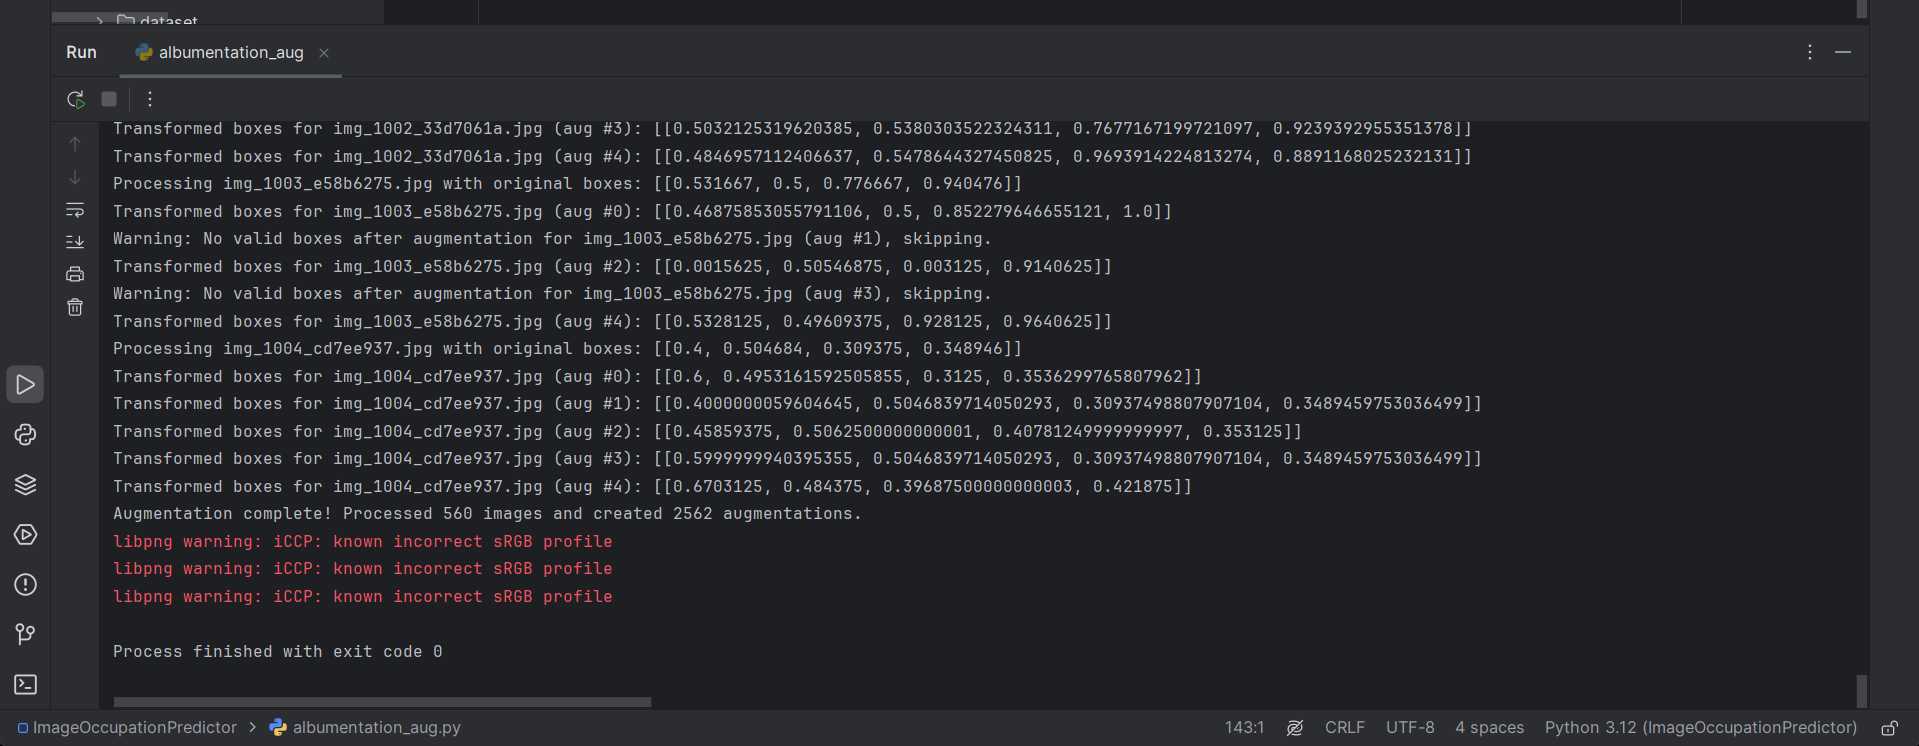 dataset
Run
albumentation_aug
Transformed boxes for img_1002_33d7061a.jpg (aug #3): [[0.5032125319620385, 0.5380303522324311, 0.7677167199721097, 0.9239392955351378]]
Transformed boxes for img_1002_33d7061a.jpg (aug #4): [[0.4846957112406637, 0.5478644327450825, 0.9693914224813274, 0.8891168025232131]]
Processing img_1003_e58b6275.jpg with original boxes: [[0.531667, 0.5, 0.776667, 0.940476]]
Transformed boxes for img_1003_e58b6275.jpg (aug #0): [[0.46875853055791106, 0.5, 0.852279646655121, 1.0]]
Warning: No valid boxes after augmentation for img_1003_e58b6275.jpg (aug #1), skipping.
Transformed boxes for img_1003_e58b6275.jpg (aug #2): [[0.0015625, 0.50546875, 0.003125, 0.9140625]]
Warning: No valid boxes after augmentation for img_1003_e58b6275.jpg (aug #3), skipping.
Transformed boxes for img_1003_e58b6275.jpg (aug #4): [[0.5328125, 0.49609375, 0.928125, 0.9640625]]
Processing img_1004_cd7ee937.jpg with original boxes: [[0.4, 0.504684, 0.309375, 0.348946]]
Transformed boxes for img_1004_cd7ee937.jpg (aug #0): [[0.6, 0.4953161592505855, 0.3125, 0.3536299765807962]]
Transformed boxes for img_1004_cd7ee937.jpg (aug #1): [[0.4000000059604645, 0.5046839714050293, 0.30937498807907104, 0.3489459753036499]]
Transformed boxes for img_1004_cd7ee937.jpg (aug #2): [[0.45859375, 0.5062500000000001, 0.40781249999999997, 0.353125]]
Transformed boxes for img_1004_cd7ee937.jpg (aug #3): [[0.5999999940395355, 0.5046839714050293, 0.30937498807907104, 0.3489459753036499]]
Transformed boxes for img_1004_cd7ee937.jpg (aug #4): [[0.6703125, 0.484375, 0.39687500000000003, 0.421875]]
Augmentation complete! Processed 560 images and created 2562 augmentations.
libpng warning: iCCP: known incorrect sRGB profile
libpng warning: iCCP: known incorrect sRGB profile
libpng warning: iCCP: known incorrect sRGB profile
Process finished with exit code 0
ImageOccupationPredictor > albumentation_aug.py
143:1 CRLF UTF-8 4 spaces Python 3.12 (ImageOccupationPredictor)